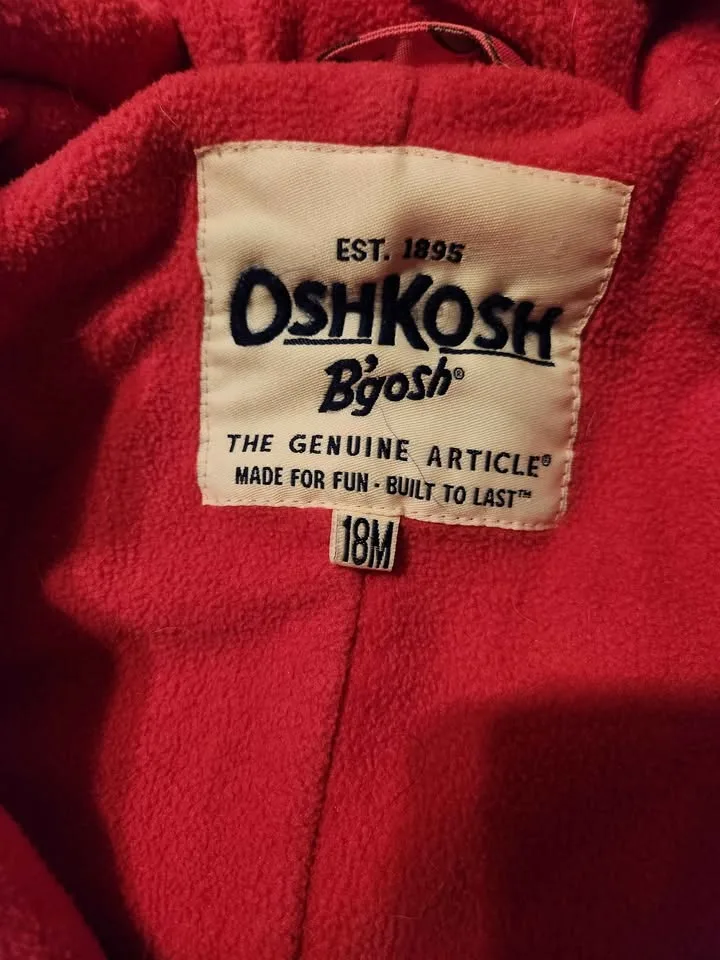 EST. 1895
OSHKOSH
B'gosh®
THE GENUINE ARTICLE®
MADE FOR FUN · BUILT TO LAST™
18M